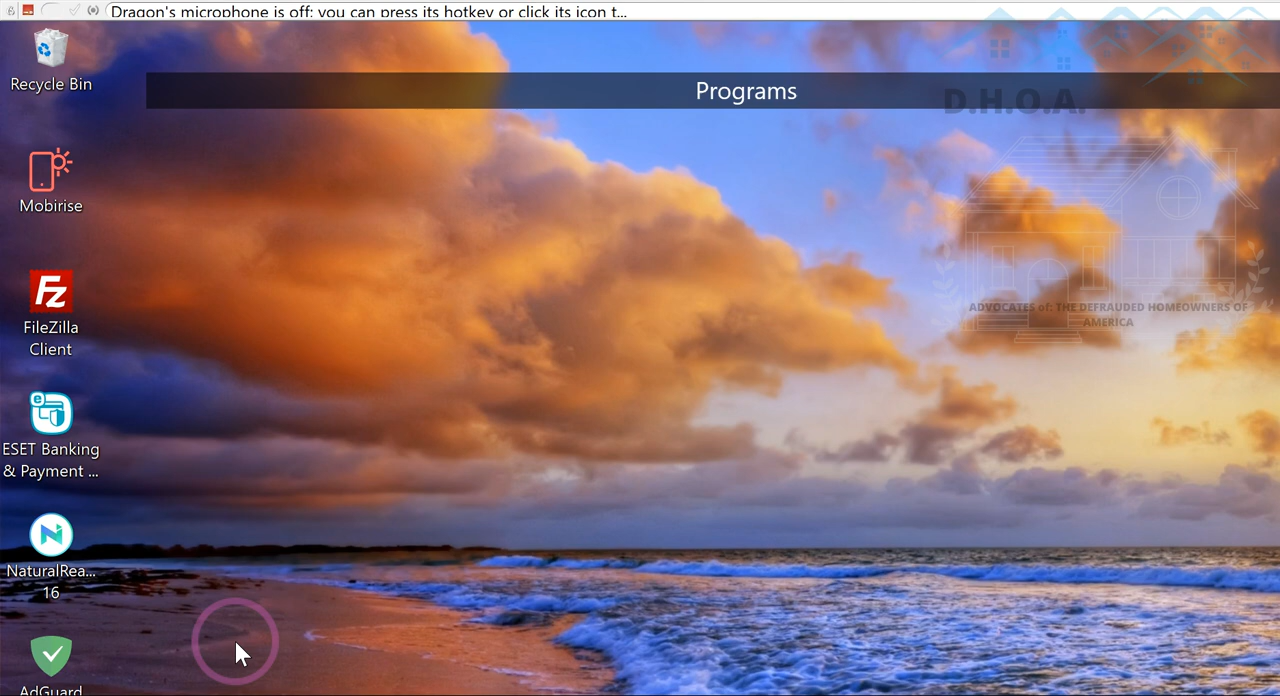 Dragon's microphone is off: you can press its hotkey or click its icon t...
Recycle Bin
Programs
D.H.O.A.
Mobirise
FileZilla
Client
ADVOCATES of: THE DEFRAUDED HOMEOWNERS OF
AMERICA
ESET Banking
& Payment ...
NaturalRea...
16
AdGuard